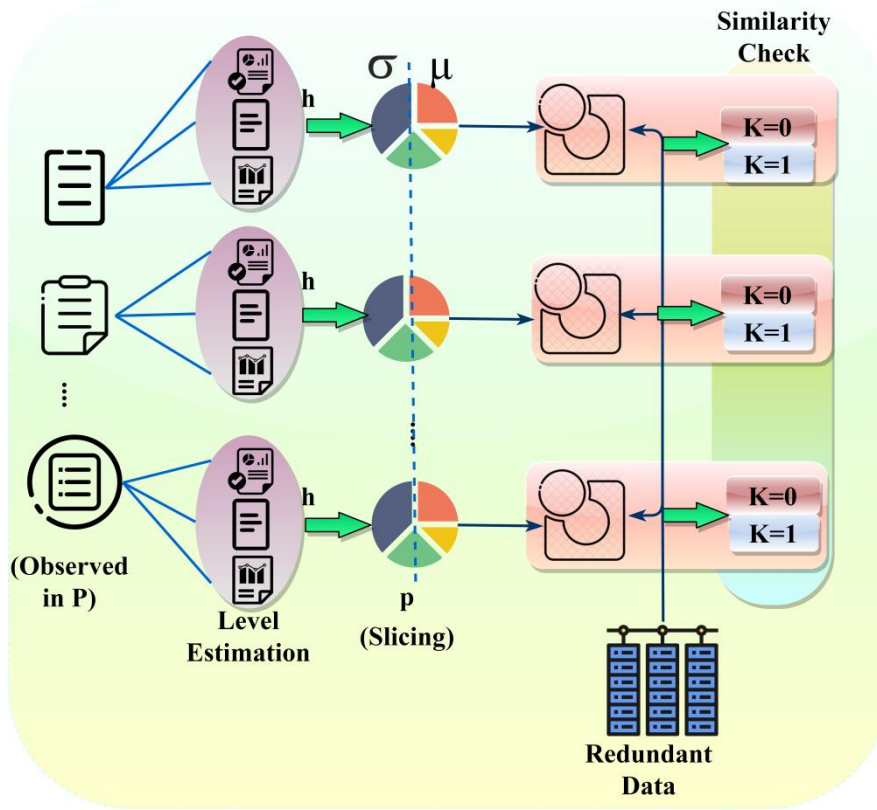 Similarity
Check
σ
μ
h
K=0
K=1
h
K=0
K=1
h
K=0
K=1
(Observed
in P)
Level
Estimation
p
(Slicing)
Redundant
Data